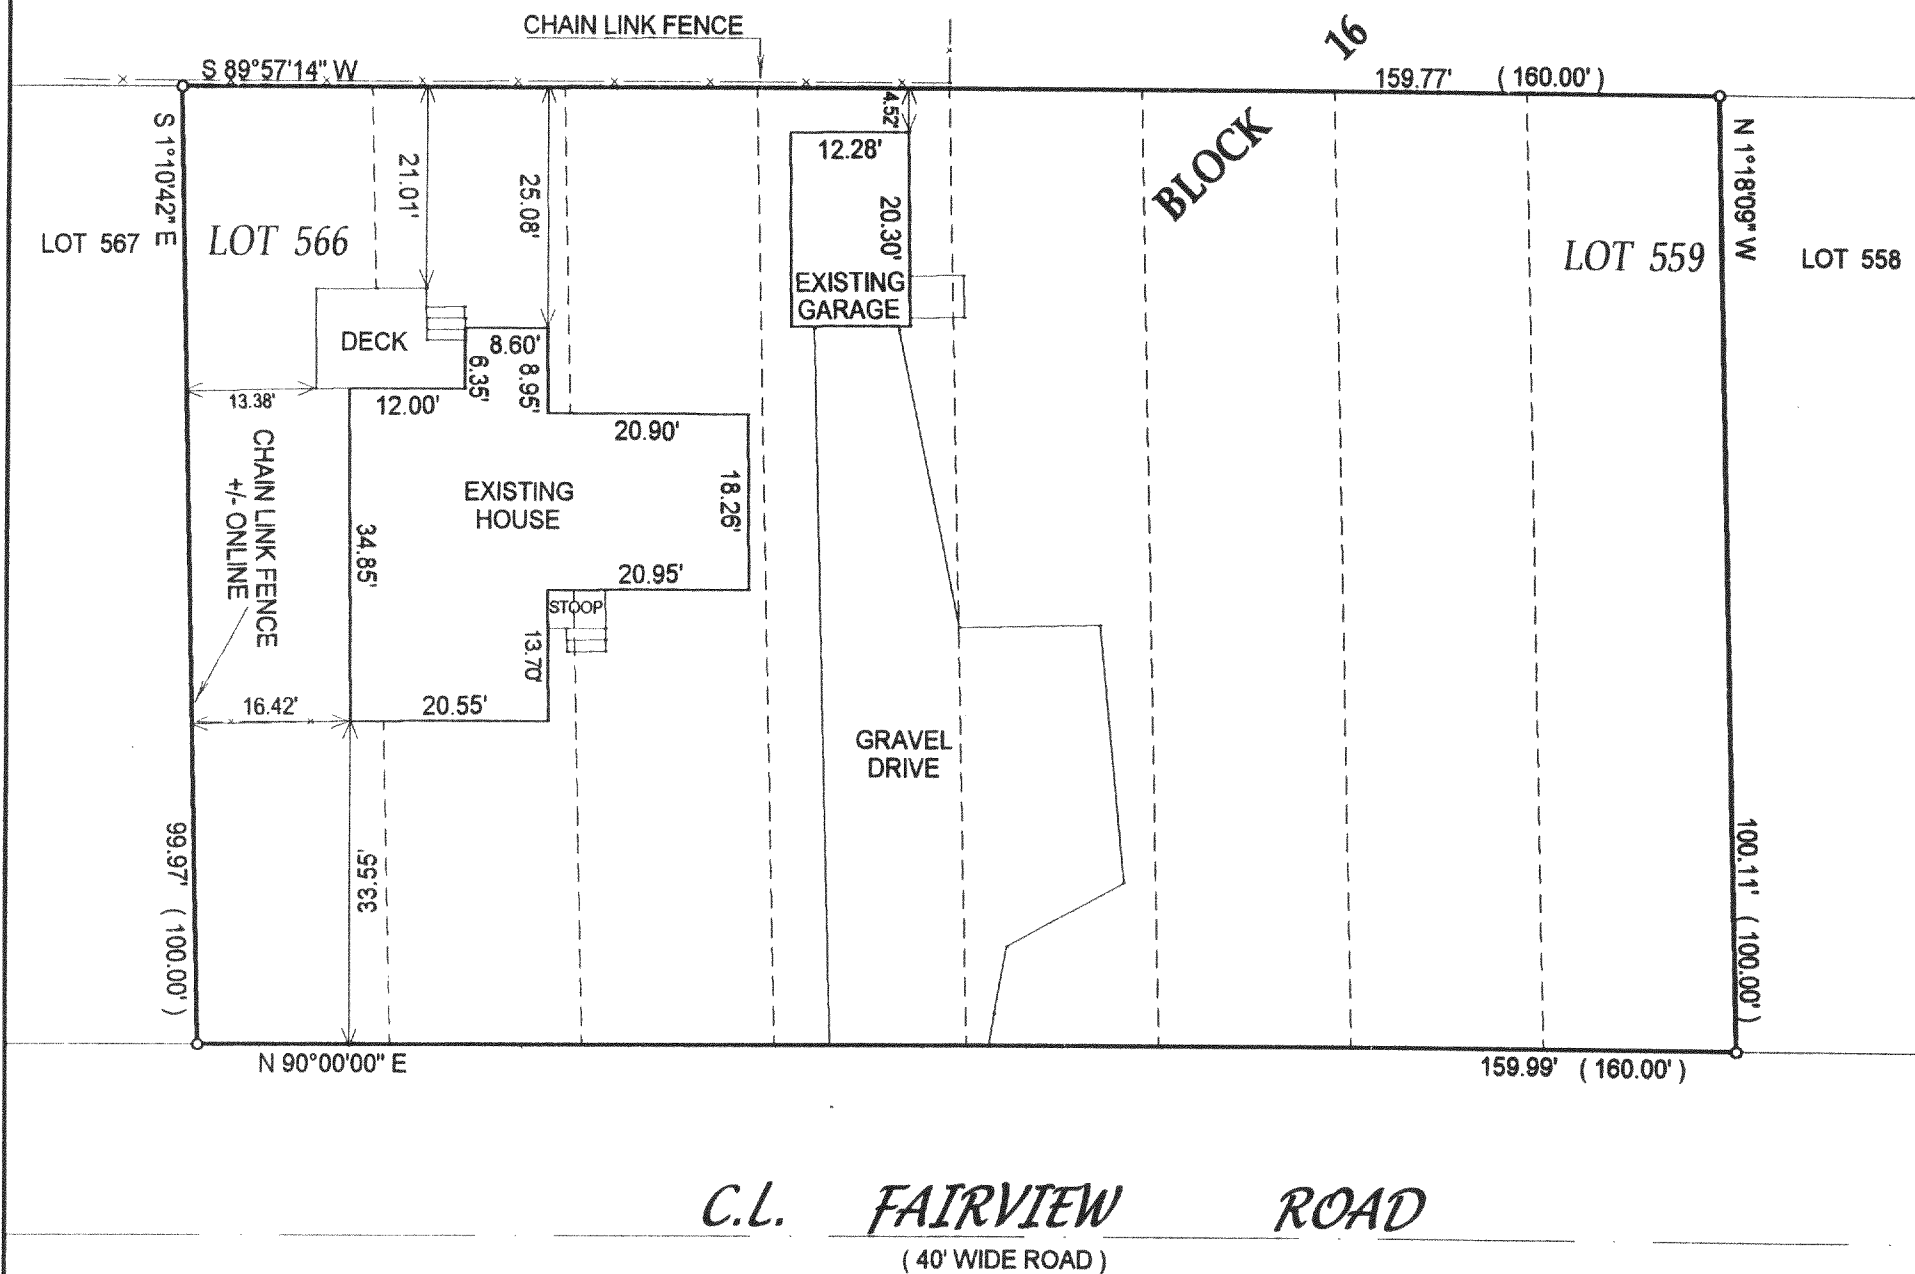 CHAIN LINK FENCE
16
S 89°57'14" W
159.77' ( 160.00' )
4.52'
12.28'
BLOCK
S 1°10'42" E
N 1°18'09" W
21.01'
25.08'
20.30'
LOT 567
LOT 566
LOT 559
LOT 558
EXISTING
GARAGE
DECK
8.60'
6.35'
8.95'
13.38'
12.00'
20.90'
CHAIN LINK FENCE
+/- ONLINE
EXISTING
HOUSE
18.26'
34.85'
20.95'
STOOP
13.70'
16.42'
20.55'
GRAVEL
DRIVE
99.97' ( 100.00' )
33.55'
100.11' ( 100.00' )
N 90°00'00" E
159.99' ( 160.00' )
C.L. FAIRVIEW ROAD
( 40' WIDE ROAD )